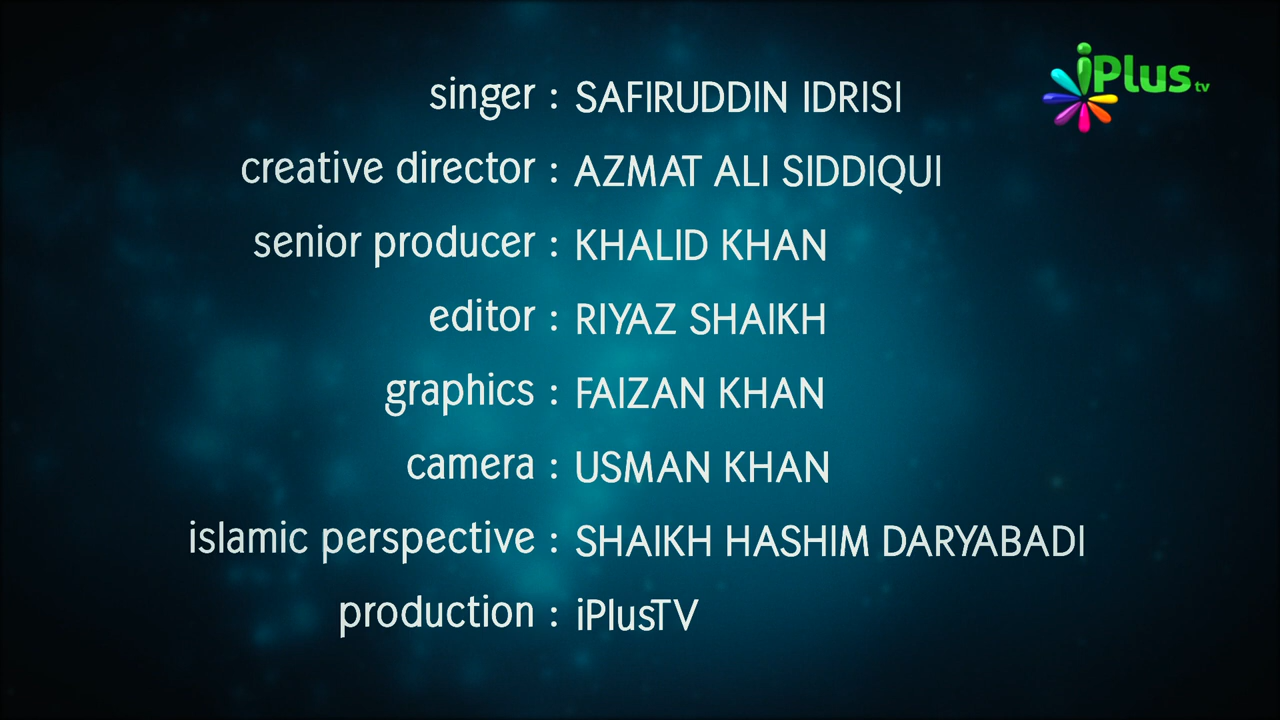 iPlus tv
singer : SAFIRUDDIN IDRISI
creative director : AZMAT ALI SIDDIQUI
senior producer : KHALID KHAN
editor : RIYAZ SHAIKH
graphics : FAIZAN KHAN
camera : USMAN KHAN
islamic perspective : SHAIKH HASHIM DARYABADI
production : iPlusTV